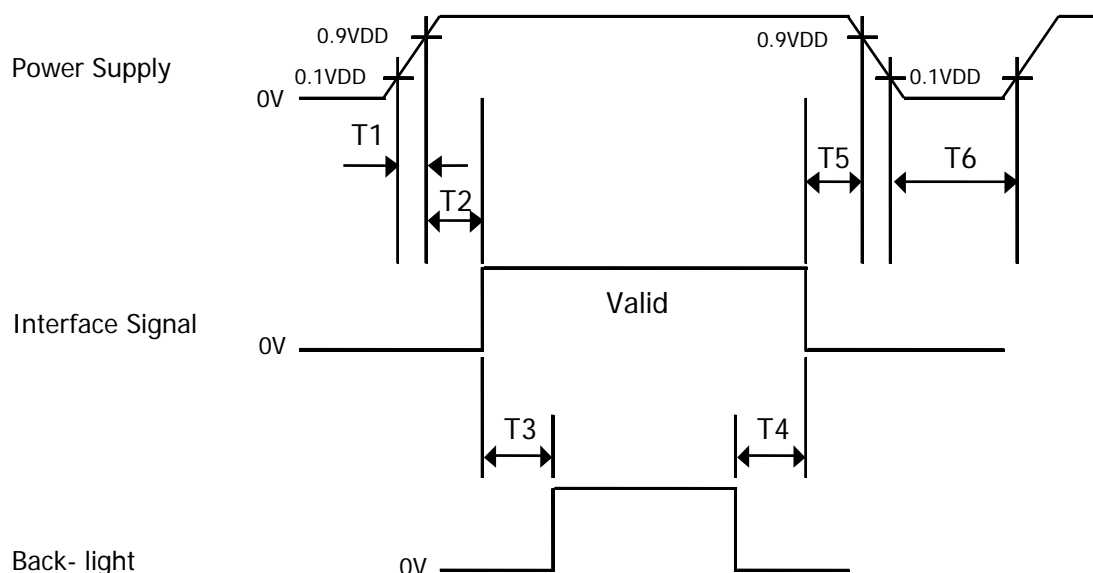 0.9VDD
0.9VDD
Power Supply
0.1VDD
0.1VDD
0V
T1
T5
T6
T2
Valid
Interface Signal
0V
T3
T4
Back- light
0V